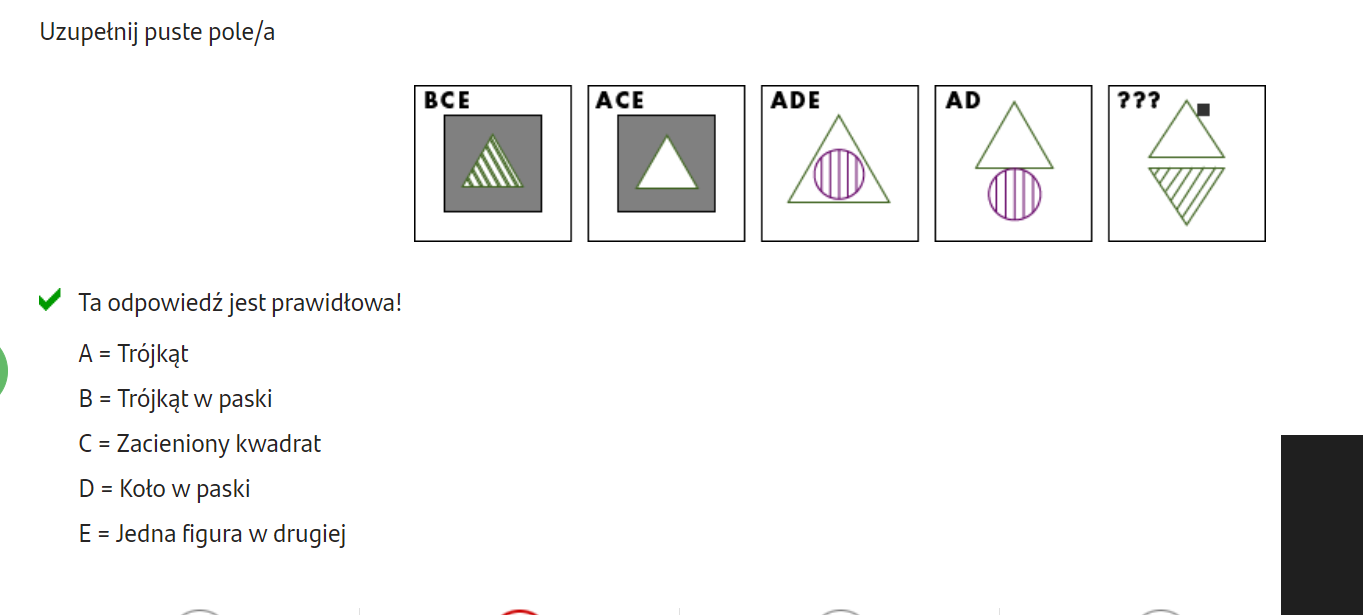 Uzupełnij puste pole/a
BCE
ACE
ADE
AD
???
Ta odpowiedź jest prawidłowa!
A = Trójkąt
B = Trójkąt w paski
C = Zacieniony kwadrat
D = Koło w paski
E = Jedna figura w drugiej